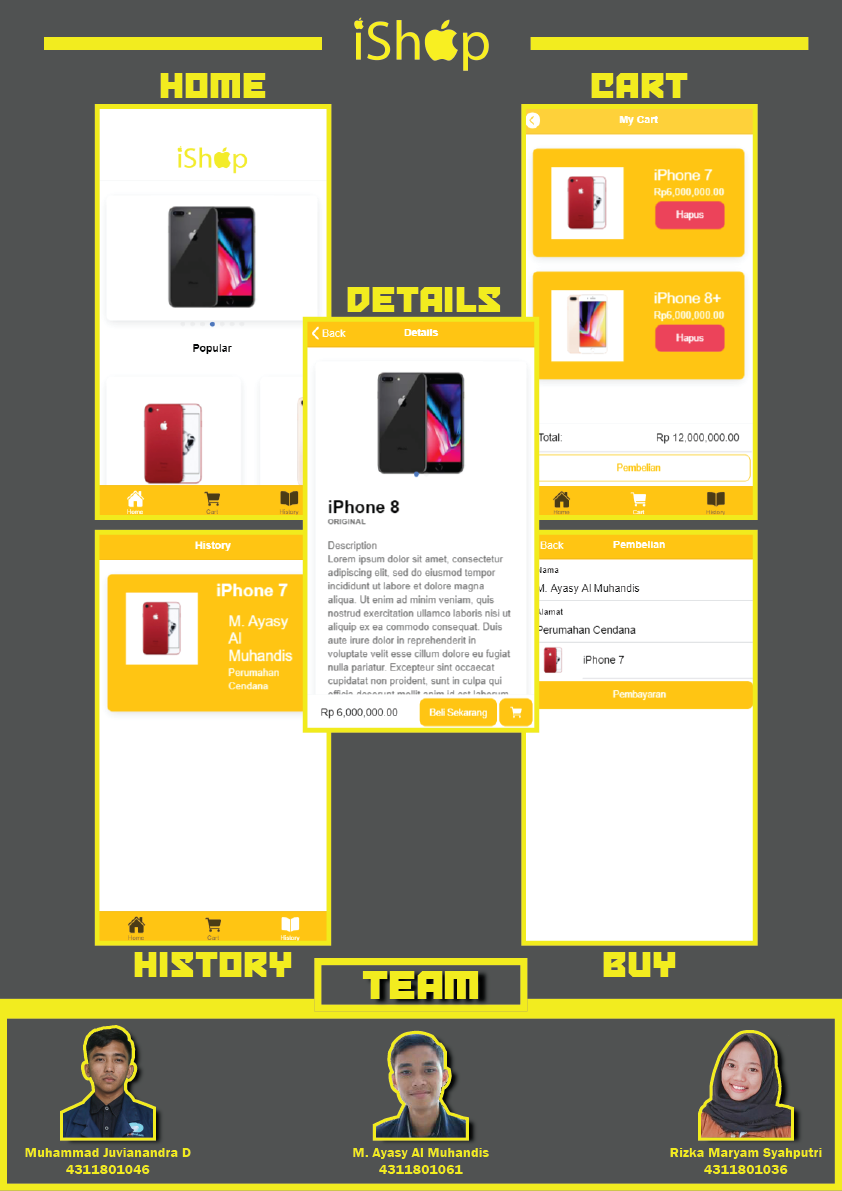 iShop
HOME
CART
iShop
Popular
Home
Cart
History
My Cart
iPhone 7
Rp6,000,000.00
Hapus
iPhone 8+
Rp6,000,000.00
Hapus
Total:
Rp 12,000,000.00
Pembelian
Home
Cart
History
DETAILS
Back
Details
iPhone 8
ORIGINAL
Description
Lorem ipsum dolor sit amet, consectetur
adipiscing elit, sed do eiusmod tempor
incididunt ut labore et dolore magna
aliqua. Ut enim ad minim veniam, quis
nostrud exercitation ullamco laboris nisi ut
aliquip ex ea commodo consequat. Duis
aute irure dolor in reprehenderit in
voluptate velit esse cillum dolore eu fugiat
nulla pariatur. Excepteur sint occaecat
cupidatat non proident, sunt in culpa qui
officia deserunt mollit anim id est laborum
Rp 6,000,000.00
Beli Sekarang
History
iPhone 7
M. Ayasy
Al
Muhandis
Perumahan
Cendana
Home
Cart
History
Back
Pembelian
Nama
M. Ayasy Al Muhandis
Alamat
Perumahan Cendana
iPhone 7
Pembayaran
HISTORY
BUY
TEAM
Muhammad Juvianandra D
4311801046
M. Ayasy Al Muhandis
4311801061
Rizka Maryam Syahputri
4311801036